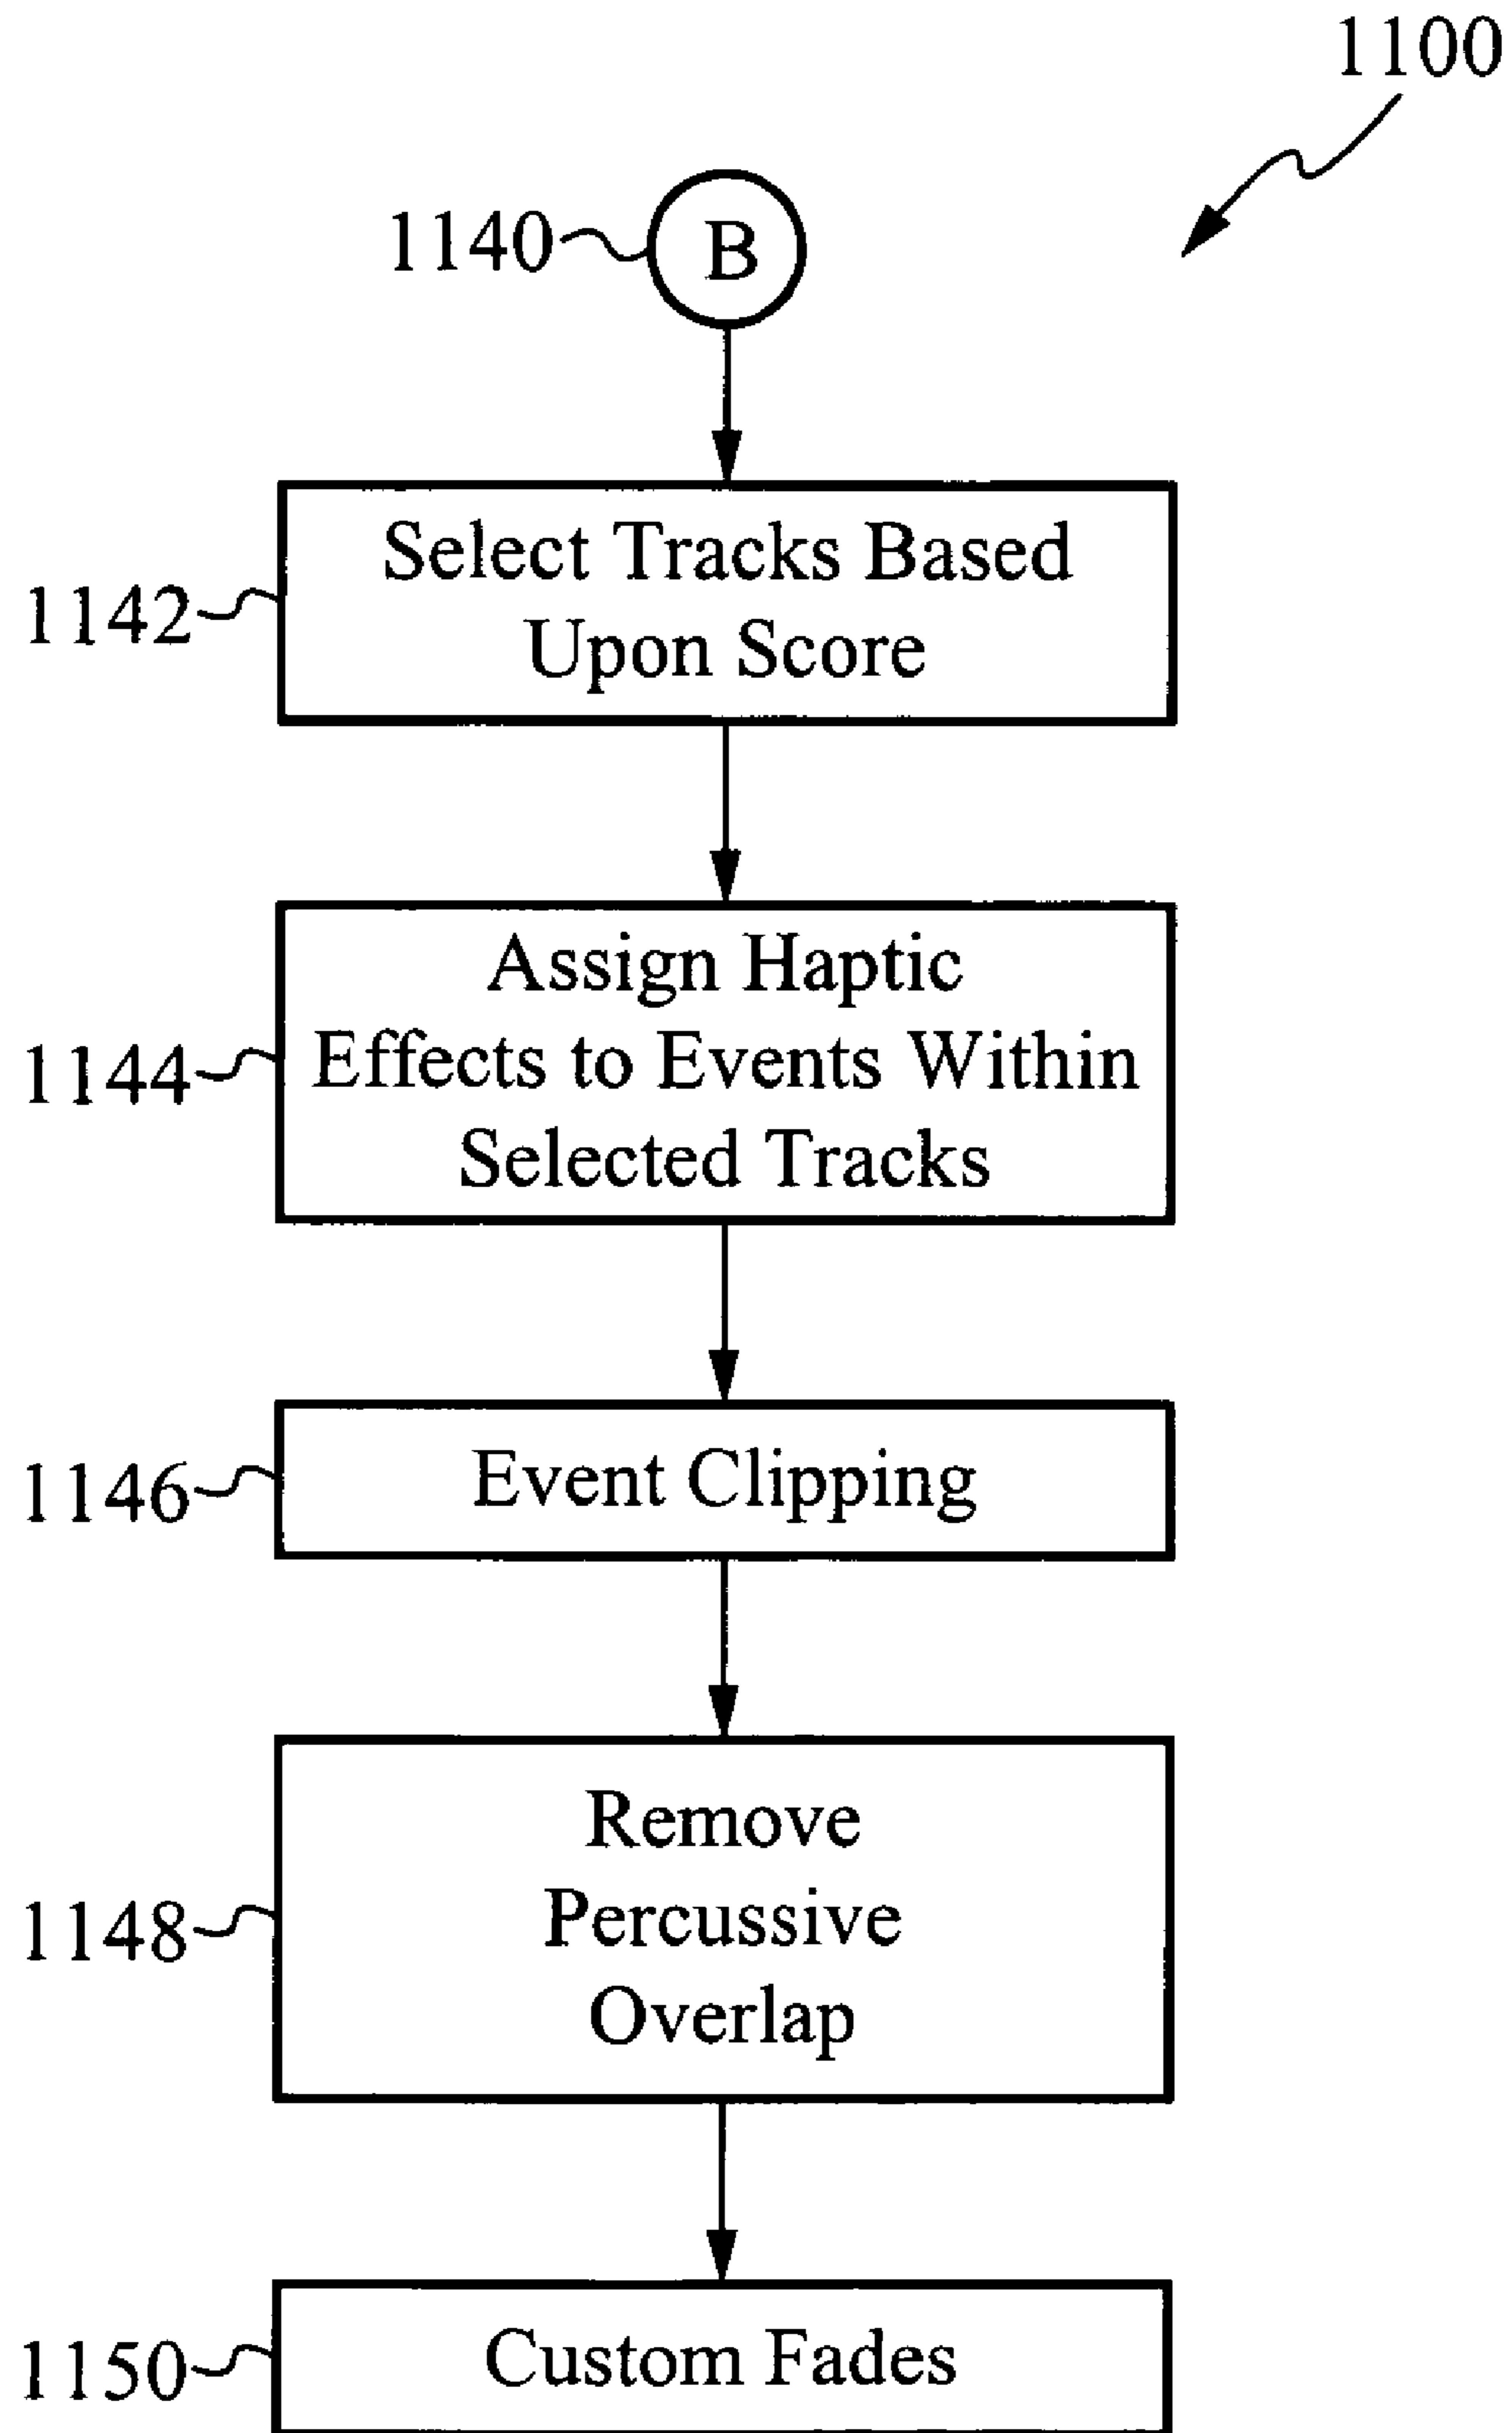 1100
1140
B
Select Tracks Based
Upon Score
1142
Assign Haptic
Effects to Events Within
Selected Tracks
1144
Event Clipping
1146
Remove
Percussive
Overlap
1148
Custom Fades
1150